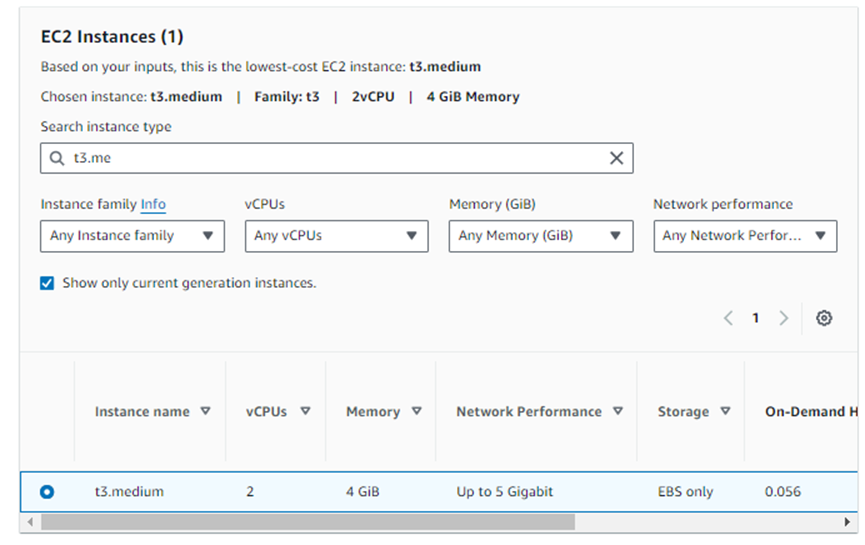 EC2 Instances (1)
Based on your inputs, this is the lowest-cost EC2 instance: t3.medium
Chosen instance: t3.medium | Family: t3 | 2vCPU | 4 GiB Memory
Search instance type
t3.me
Instance family Info vCPUs Memory (GiB) Network performance
Any Instance family Any vCPUs Any Memory (GiB) Any Network Perfor...
Show only current generation instances.
1
Instance name vCPUs Memory Network Performance Storage On-Demand H
t3.medium 2 4 GiB Up to 5 Gigabit EBS only 0.056